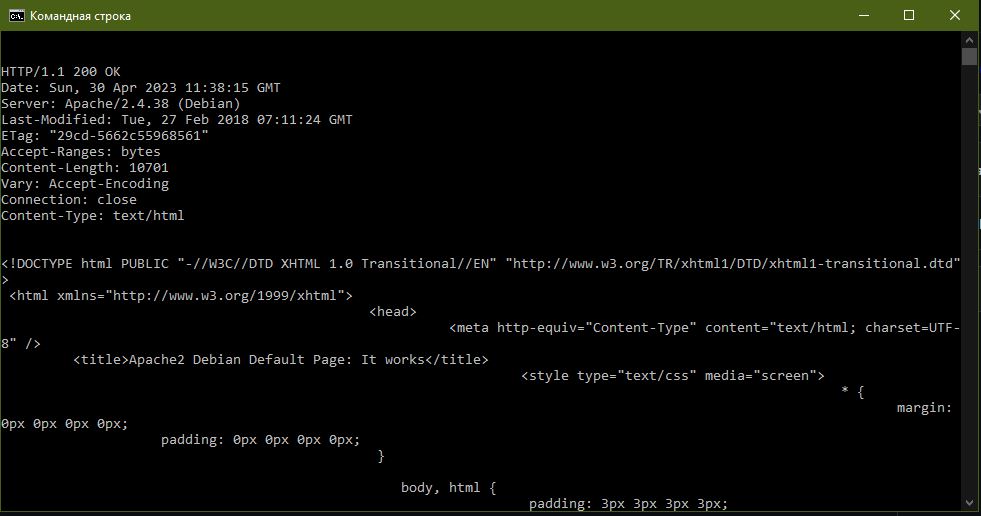 Командная строка
HTTP/1.1 200 OK
Date: Sun, 30 Apr 2023 11:38:15 GMT
Server: Apache/2.4.38 (Debian)
Last-Modified: Tue, 27 Feb 2018 07:11:24 GMT
ETag: "29cd-5662c55968561"
Accept-Ranges: bytes
Content-Length: 10701
Vary: Accept-Encoding
Connection: close
Content-Type: text/html
<!DOCTYPE html PUBLIC "-//W3C//DTD XHTML 1.0 Transitional//EN" "http://www.w3.org/TR/xhtml1/DTD/xhtml1-transitional.dtd"
>
<html xmlns="http://www.w3.org/1999/xhtml">
<head>
<meta http-equiv="Content-Type" content="text/html; charset=UTF-
8" />
<title>Apache2 Debian Default Page: It works</title>
<style type="text/css" media="screen">
* {
margin:
0px 0px 0px 0px;
padding: 0px 0px 0px 0px;
}
body, html {
padding: 3px 3px 3px 3px;